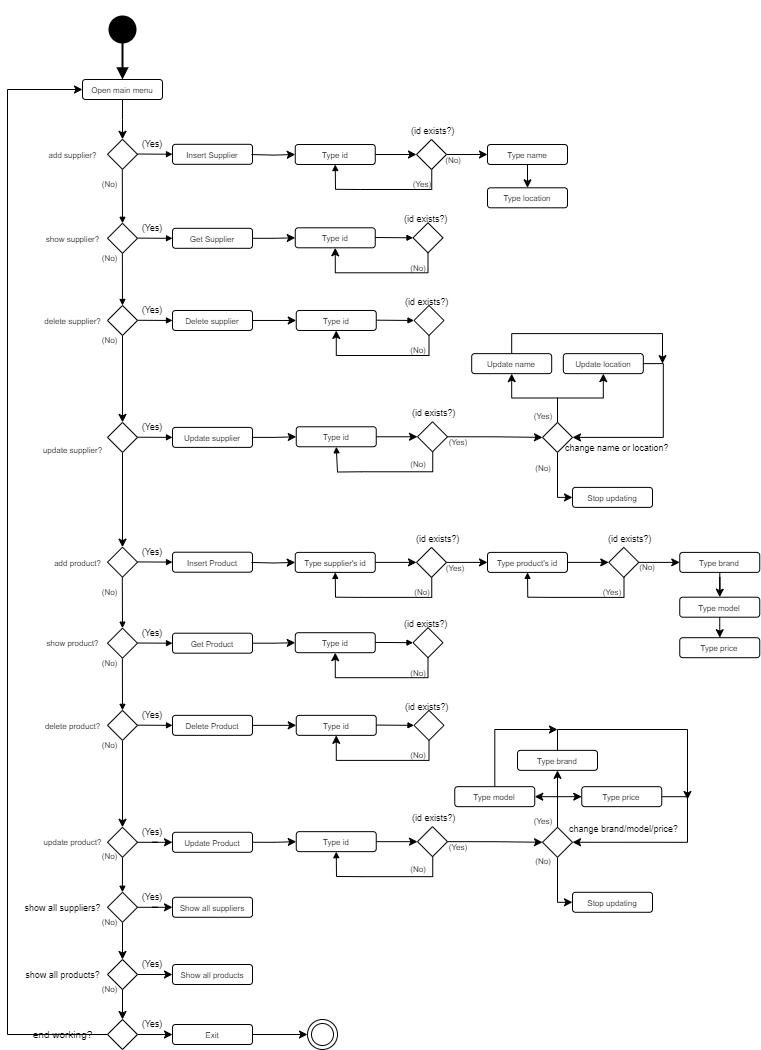 Open main menu
(id exists?)
add supplier?
(Yes)
Insert Supplier
Type id
(No)
Type name
(No)
(Yes)
Type location
(id exists?)
show supplier?
(Yes)
Get Supplier
Type id
(No)
(No)
(id exists?)
delete supplier?
(Yes)
Delete supplier
Type id
(No)
(No)
Update name
Update location
(id exists?)
(Yes)
update supplier?
(Yes)
Update supplier
Type id
(Yes)
change name or location?
(No)
(No)
Stop updating
(id exists?)
(id exists?)
add product?
(Yes)
Insert Product
Type supplier's id
(Yes)
Type product's id
(No)
Type brand
(No)
(No)
(Yes)
Type model
(id exists?)
show product?
(Yes)
Get Product
Type id
Type price
(No)
(No)
(id exists?)
delete product?
(Yes)
Delete Product
Type id
(No)
(No)
Type brand
Type model
Type price
(id exists?)
(Yes)
change brand/model/price?
update product?
(Yes)
Update Product
Type id
(Yes)
(No)
(No)
(No)
show all suppliers?
(Yes)
Show all suppliers
Stop updating
(No)
show all products?
(Yes)
Show all products
(No)
end working?
(Yes)
Exit